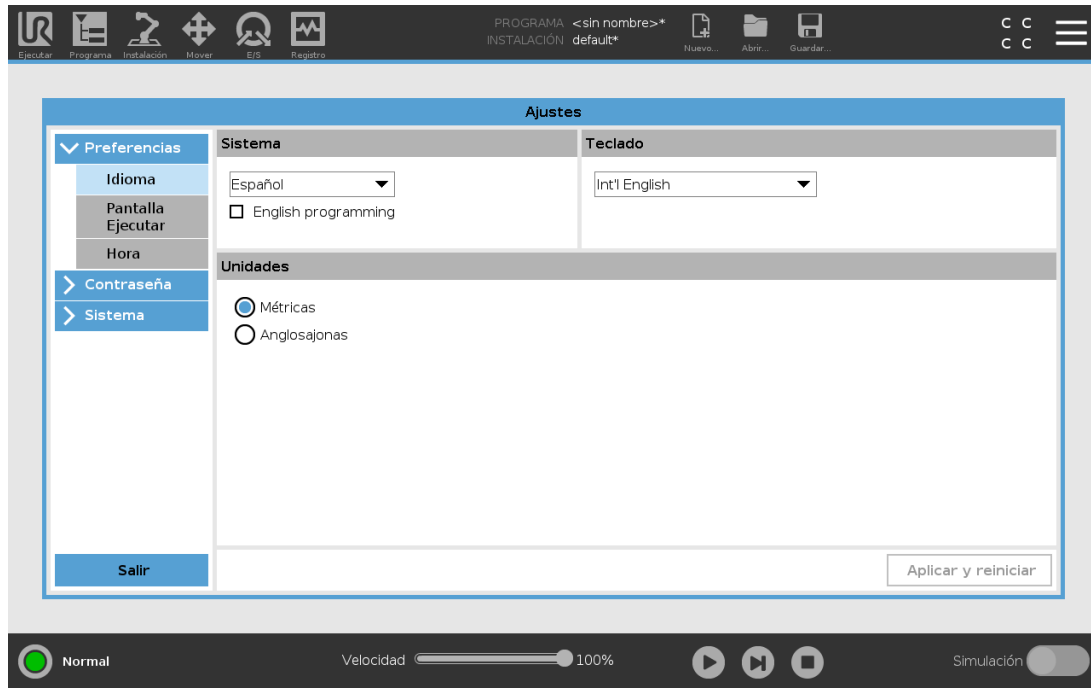 UR
PROGRAMA <sin nombre>*
INSTALACIÓN default*
C C
C C
Ejecutar Programa Instalación Mover E/S Registro Nuevo... Abrir... Guardar...
Ajustes
Preferencias
Idioma
Pantalla
Ejecutar
Hora
Contraseña
Sistema
Salir
Sistema
Español
English programming
Teclado
Int'l English
Unidades
Métricas
Anglosajonas
Aplicar y reiniciar
Normal
Velocidad 100%
Simulación